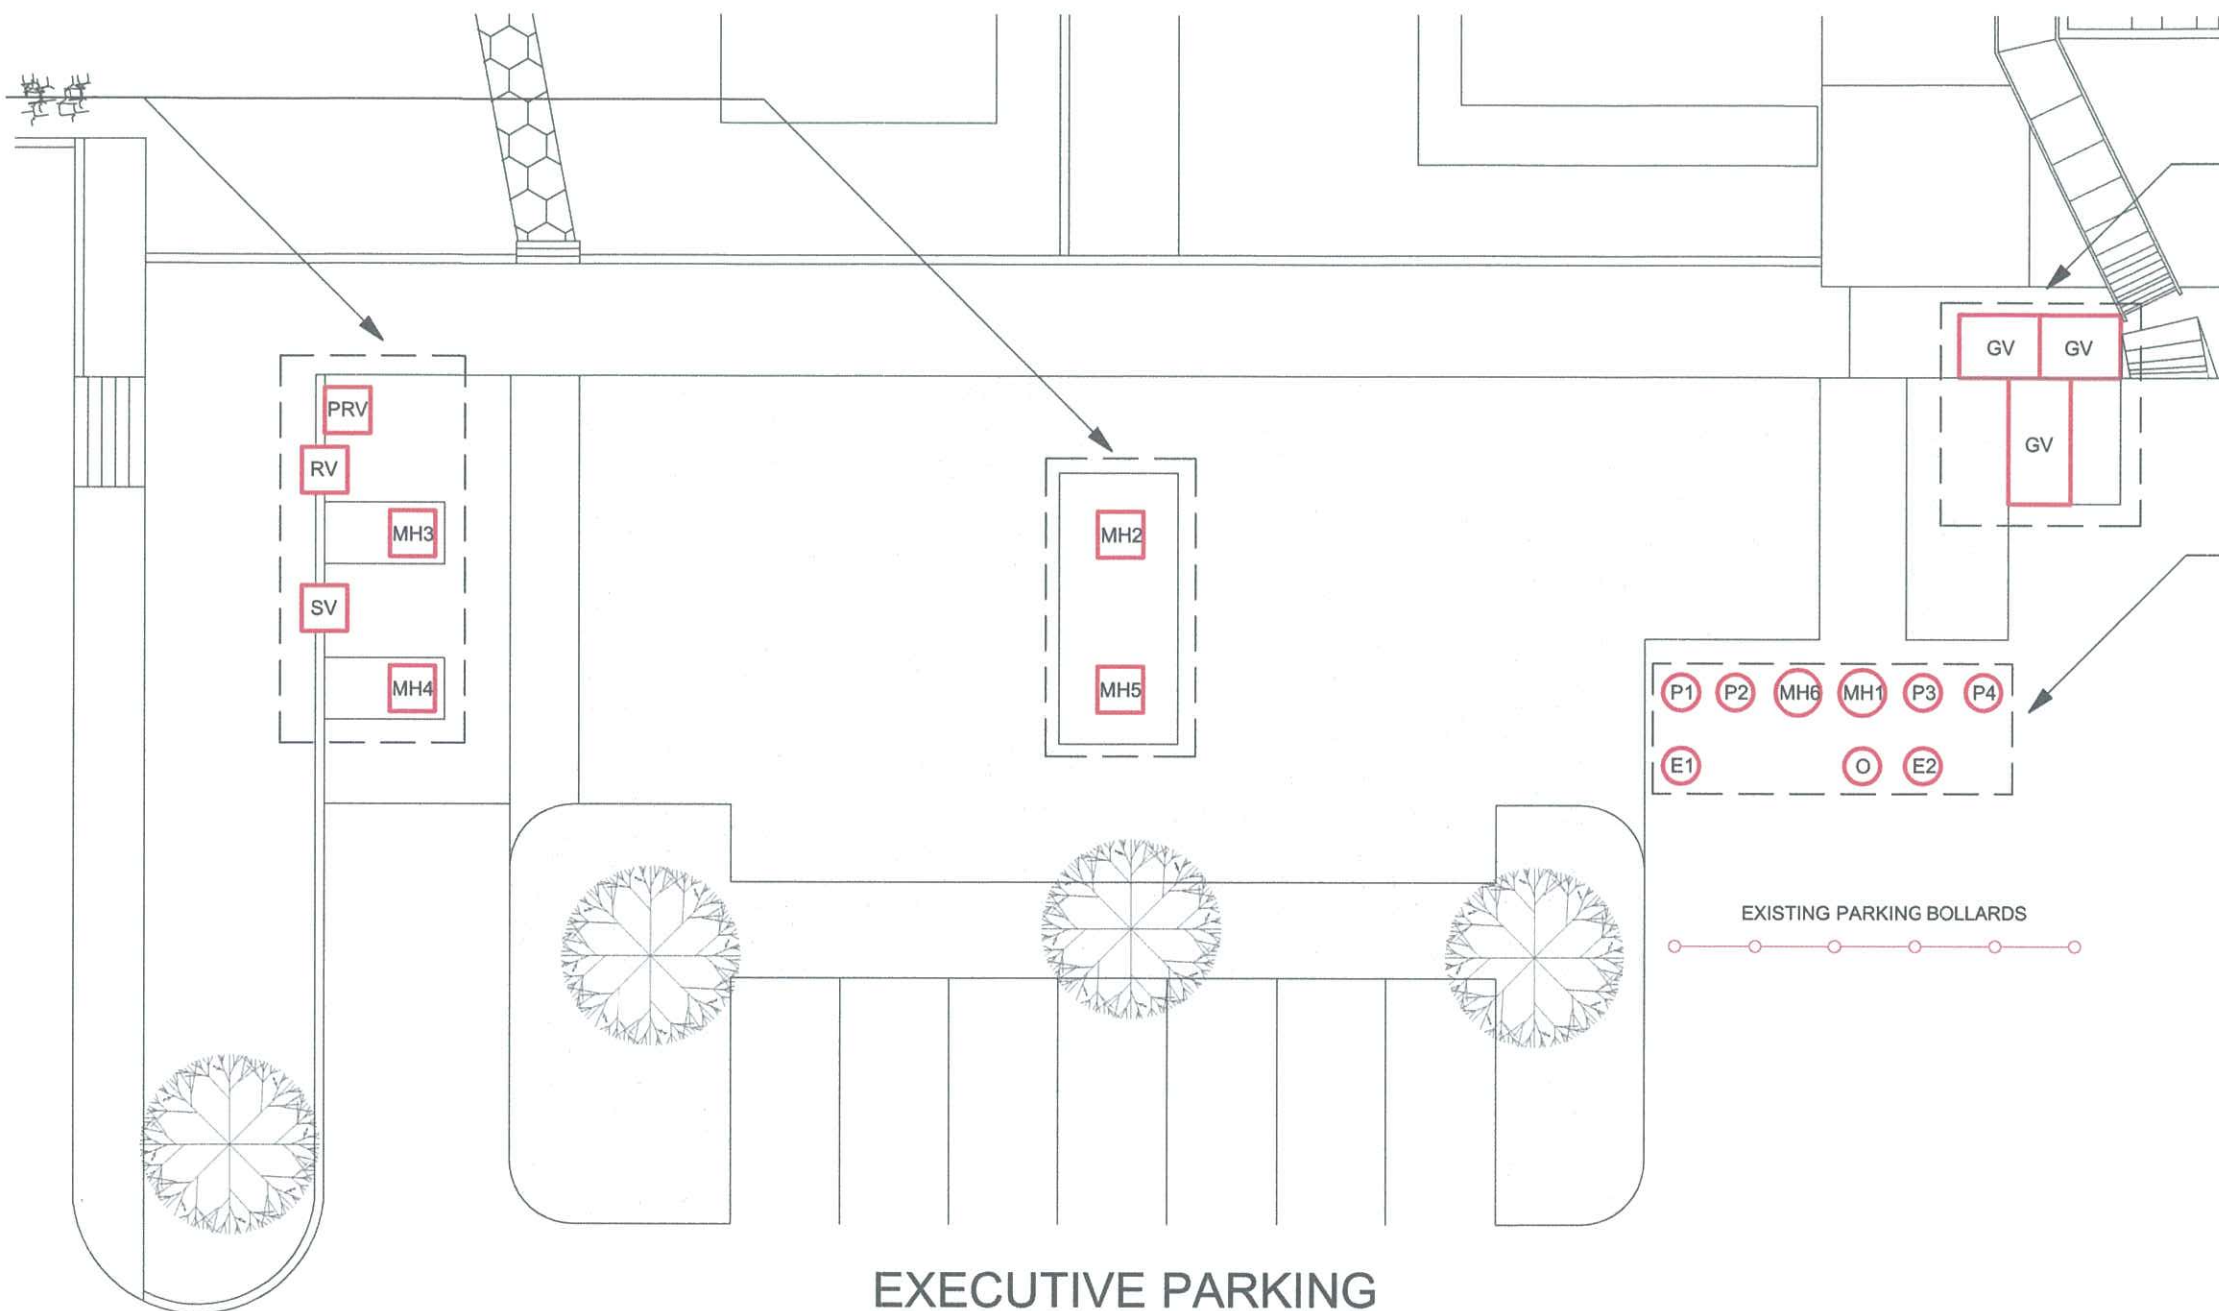 GV GV
PRV
GV
RV
MH3 MH2
SV
MH4 MH5
P1 P2 MH6 MH1 P3 P4
E1 O E2
EXISTING PARKING BOLLARDS
EXECUTIVE PARKING